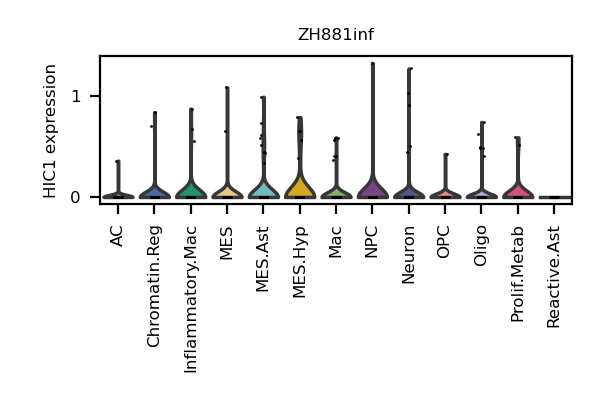 ZH881inf
HIC1 expression
1
0
AC
Chromatin.Reg
Inflammatory.Mac
MES
MES.Ast
MES.Hyp
Mac
NPC
Neuron
OPC
Oligo
Prolif.Metab
Reactive.Ast